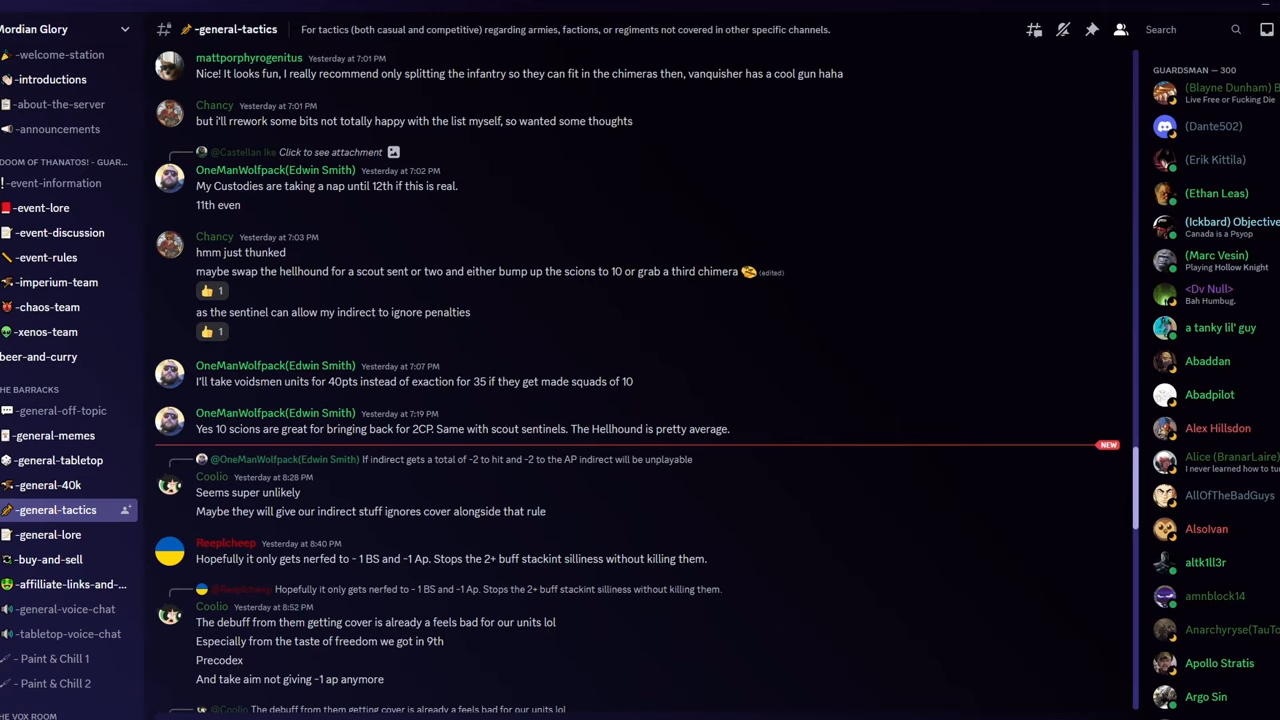 Mordian Glory
-welcome-station
-introductions
-about-the-server
-announcements
DOOM OF THANATOS! - GUAR...
-event-information
-event-lore
-event-discussion
-event-rules
-imperium-team
-chaos-team
-xenos-team
beer-and-curry
THE BARRACKS
-general-off-topic
-general-memes
-general-tabletop
-general-40k
-general-tactics
-general-lore
-buy-and-sell
-affiliate-links-and-...
-general-voice-chat
-tabletop-voice-chat
- Paint & Chill 1
- Paint & Chill 2
THE VOX ROOM
-general-tactics
For tactics (both casual and competitive) regarding armies, factions, or regiments not covered in other specific channels.
Search
mattporphyrogenitus Yesterday at 7:01 PM
Nice! It looks fun, I really recommend only splitting the infantry so they can fit in the chimeras then, vanquisher has a cool gun haha
Chancy Yesterday at 7:01 PM
but i'll rrework some bits not totally happy with the list myself, so wanted some thoughts
@Castellan Ike Click to see attachment
OneManWolfpack(Edwin Smith) Yesterday at 7:02 PM
My Custodies are taking a nap until 12th if this is real.
11th even
Chancy Yesterday at 7:03 PM
hmm just thunked
maybe swap the hellhound for a scout sent or two and either bump up the scions to 10 or grab a third chimera (edited)
1
as the sentinel can allow my indirect to ignore penalties
1
OneManWolfpack(Edwin Smith) Yesterday at 7:07 PM
I'll take voidsmen units for 40pts instead of exaction for 35 if they get made squads of 10
OneManWolfpack(Edwin Smith) Yesterday at 7:19 PM
Yes 10 scions are great for bringing back for 2CP. Same with scout sentinels. The Hellhound is pretty average.
NEW
@OneManWolfpack(Edwin Smith) If indirect gets a total of -2 to hit and -2 to the AP indirect will be unplayable
Coolio Yesterday at 8:28 PM
Seems super unlikely
Maybe they will give our indirect stuff ignores cover alongside that rule
Reepicheep Yesterday at 8:40 PM
Hopefully it only gets nerfed to - 1 BS and -1 Ap. Stops the 2+ buff stackint silliness without killing them.
@Reepicheep Hopefully it only gets nerfed to - 1 BS and -1 Ap. Stops the 2+ buff stackint silliness without killing them.
Coolio Yesterday at 8:52 PM
The debuff from them getting cover is already a feels bad for our units lol
Especially from the taste of freedom we got in 9th
Precodex
And take aim not giving -1 ap anymore
@Coolio The debuff from them getting cover is already a feels bad for our units lol
GUARDSMAN — 300
(Blayne Dunham) B
Live Free or Fucking Die
(Dante502)
(Erik Kittila)
(Ethan Leas)
(Ickbard) Objective
Canada is a Psyop
(Marc Vesin)
Playing Hollow Knight
<Dv Null>
Bah Humbug.
a tanky lil' guy
Abaddan
Abadpilot
Alex Hillsdon
Alice (BranarLaire)
I never learned how to tur
AllOfTheBadGuys
AlsoIvan
altk1ll3r
amnblock14
Anarchyryse(TauTo
Apollo Stratis
Argo Sin